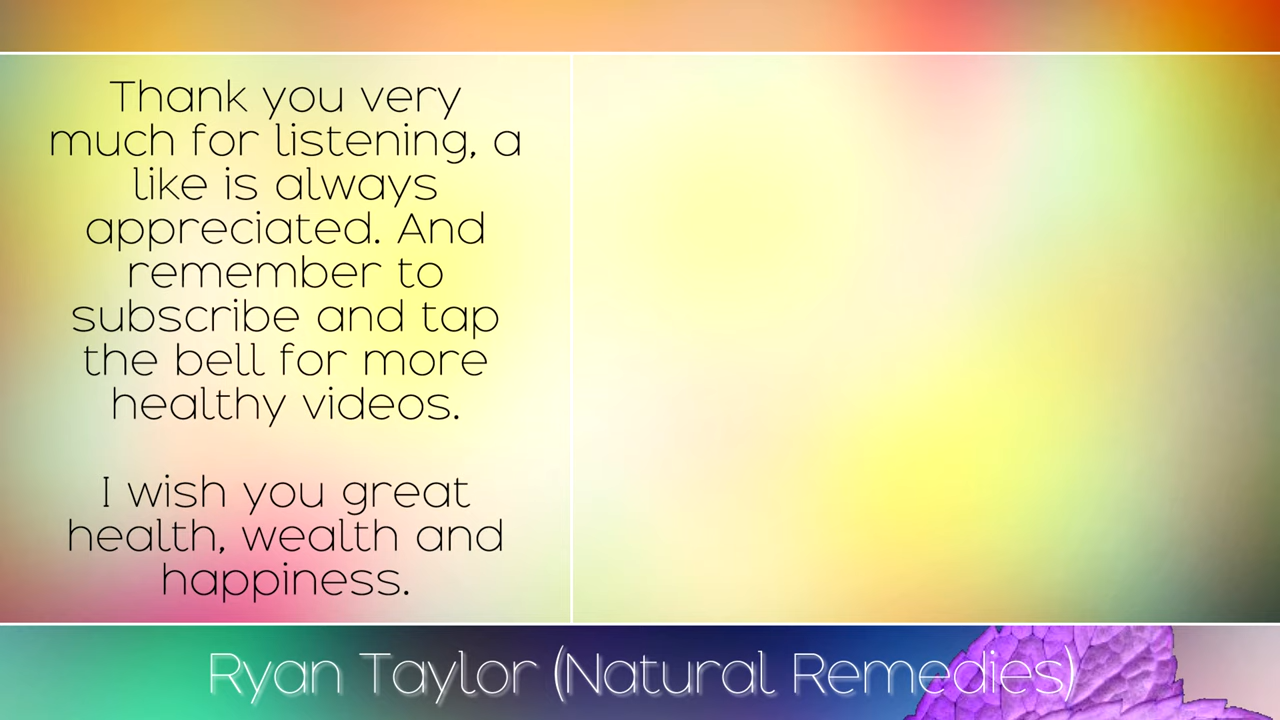 Thank you very
much for listening, a
like is always
appreciated. And
remember to
subscribe and tap
the bell for more
healthy videos.
I wish you great
health, wealth and
happiness.
Ryan Taylor (Natural Remedies)